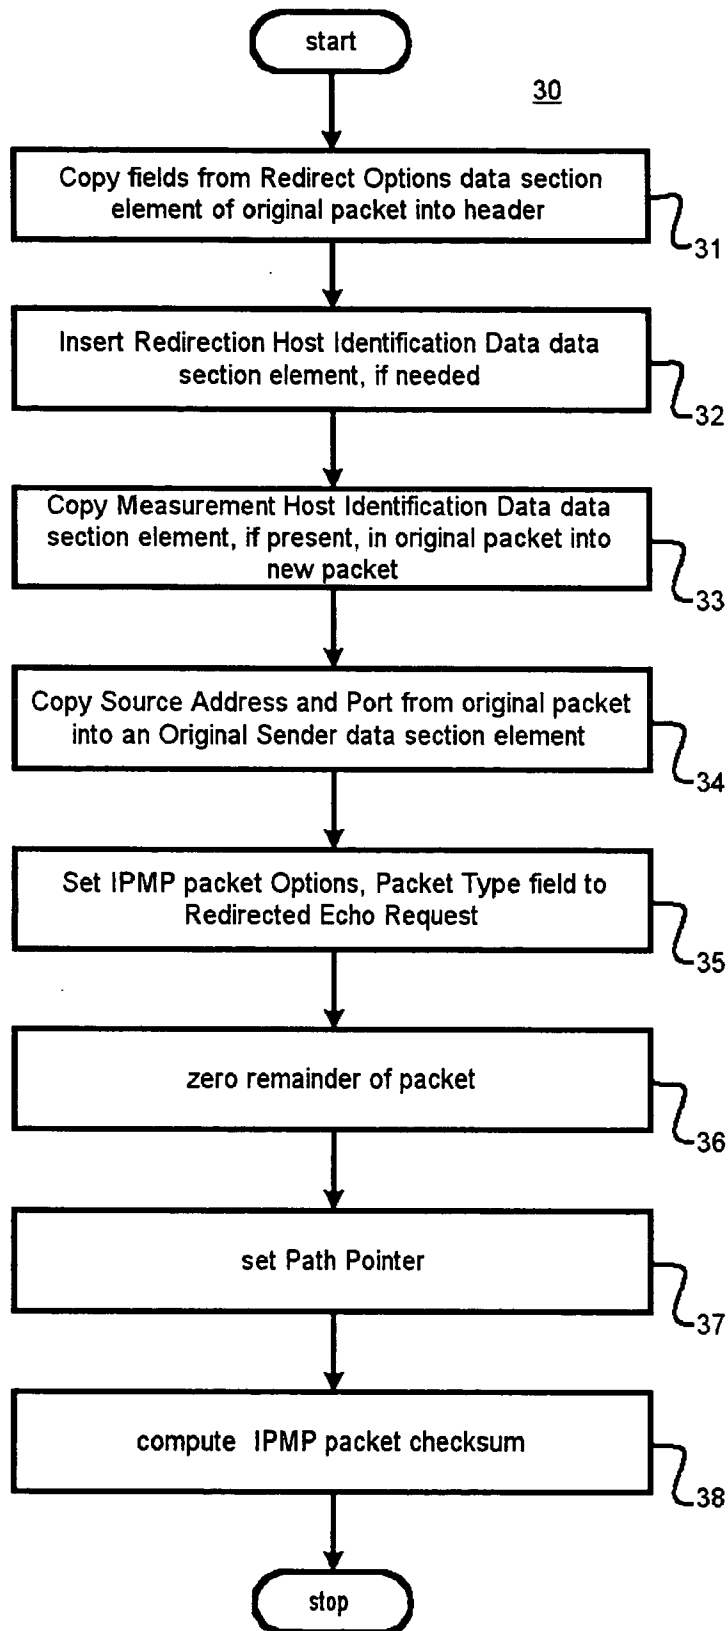 start
30
Copy fields from Redirect Options data section
element of original packet into header
31
Insert Redirection Host Identification Data data
section element, if needed
32
Copy Measurement Host Identification Data data
section element, if present, in original packet into
new packet
33
Copy Source Address and Port from original packet
into an Original Sender data section element
34
Set IPMP packet Options, Packet Type field to
Redirected Echo Request
35
zero remainder of packet
36
set Path Pointer
37
compute IPMP packet checksum
38
stop